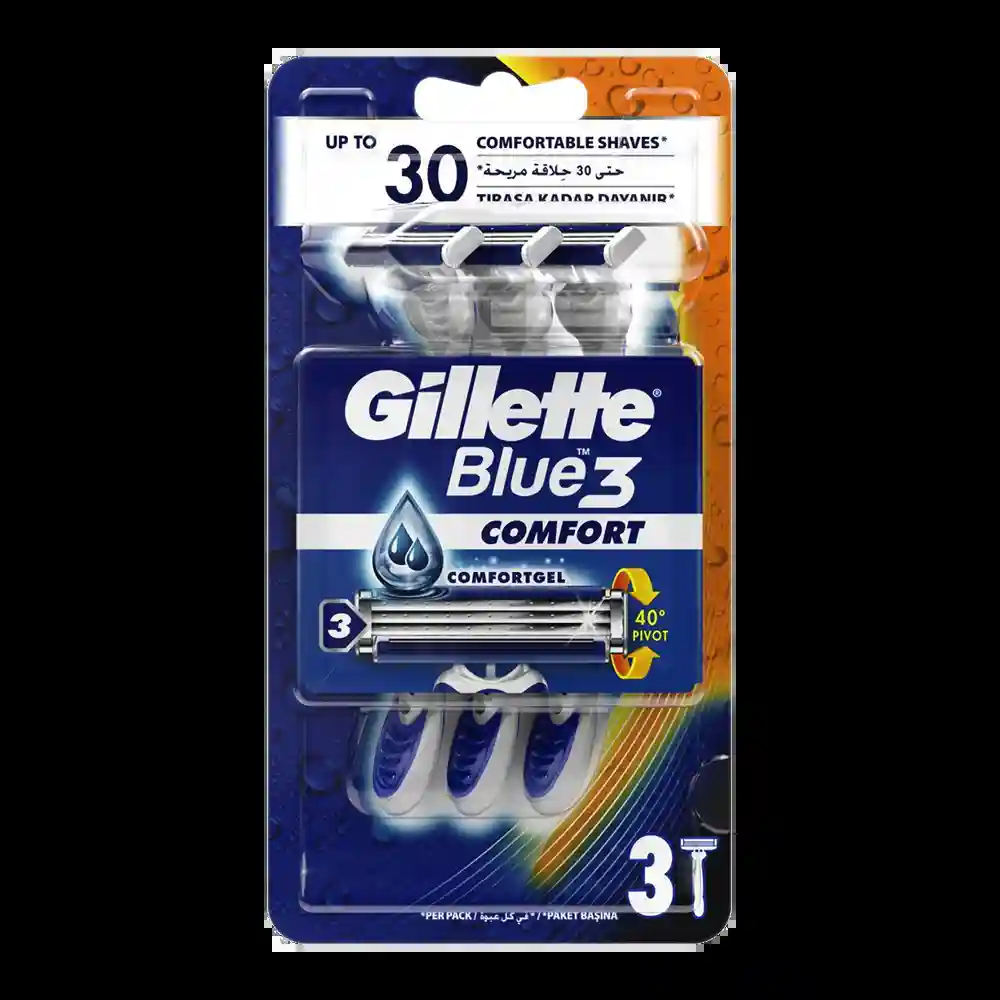 UP TO
30
COMFORTABLE SHAVES*
حتى 30 حِلاقة مريحة*
TIRAŞA KADAR DAYANIR*
Gillette®
Blue™3
COMFORT
COMFORTGEL
3
40°
PIVOT
3
*PER PACK / *في كل عبوة / *PAKET BAŞINA